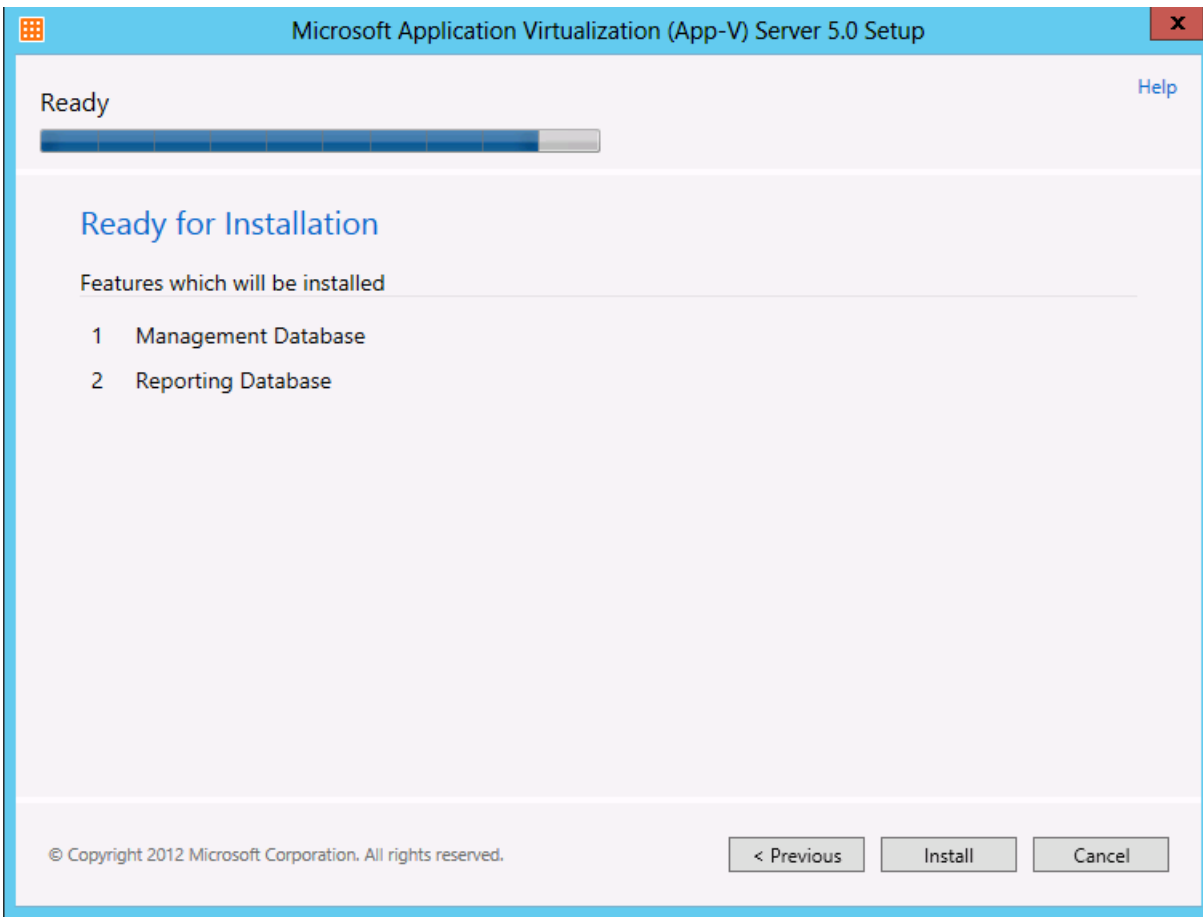 Microsoft Application Virtualization (App-V) Server 5.0 Setup
x
Help
Ready
Ready for Installation
Features which will be installed
1 Management Database
2 Reporting Database
© Copyright 2012 Microsoft Corporation. All rights reserved.
< Previous Install Cancel